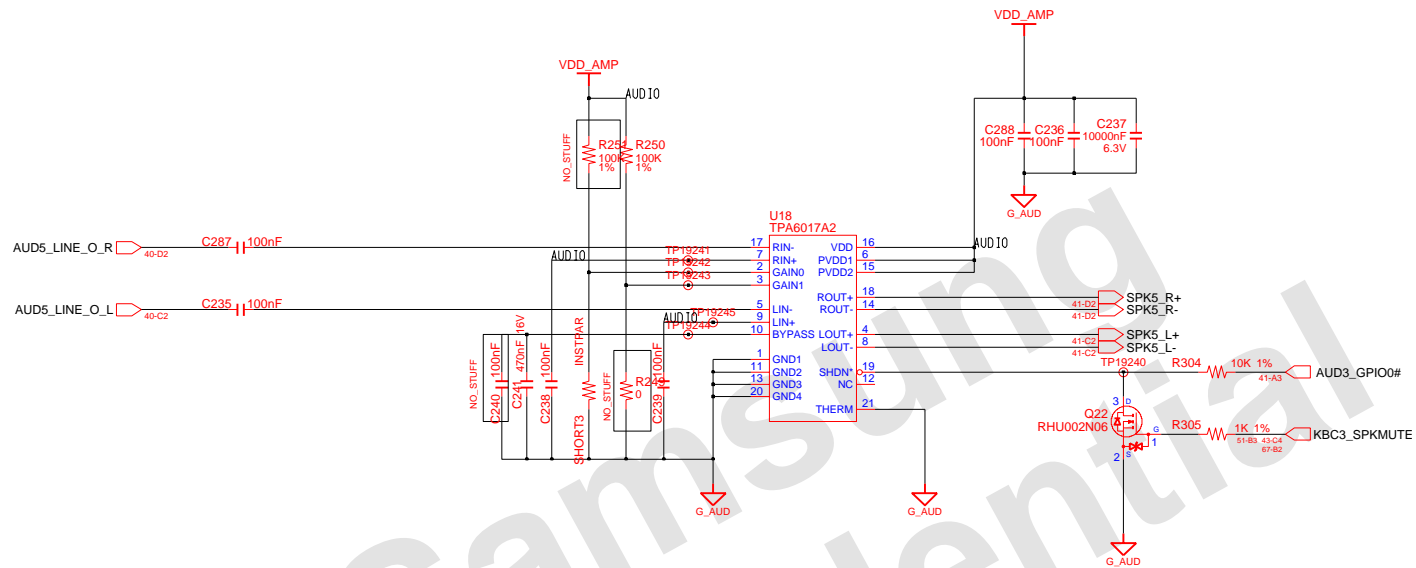 VDD_AMP
VDD_AMP
AUDIO
NO_STUFF
R251
100K
1%
R250
100K
1%
C288
100nF
C236
100nF
C237
10000nF
6.3V
G_AUD
U18
TPA6017A2
AUD5_LINE_O_R
40-D2
C287
100nF
AUDIO
TP19241
TP19242
TP19243
17 RIN-
7 RIN+
2 GAIN0
3 GAIN1
VDD 16
PVDD1 6
PVDD2 15
AUDIO
AUD5_LINE_O_L
40-C2
C235
100nF
AUDIO
TP19245
TP19244
5 LIN-
9 LIN+
10 BYPASS
ROUT+ 18
ROUT- 14
LOUT+ 4
LOUT- 8
41-D2
SPK5_R+
41-D2
SPK5_R-
41-C2
SPK5_L+
41-C2
SPK5_L-
1 GND1
11 GND2
13 GND3
20 GND4
SHDN* 19
NC 12
THERM 21
NO_STUFF
C240
100nF
C241
470nF
16V
C238
100nF
SHORT3
INSTPAR
NO_STUFF
R249
0
C239
100nF
TP19240
R304
10K 1%
41-A3
AUD3_GPIO0#
Q22
RHU002N06
3
D
G
1
S
2
R305
1K 1%
51-B3 43-C4
67-B2
KBC3_SPKMUTE
G_AUD
G_AUD
G_AUD
Samsung